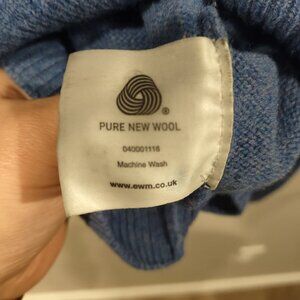 ®
PURE NEW WOOL
040001116
Machine Wash
www.ewm.co.uk